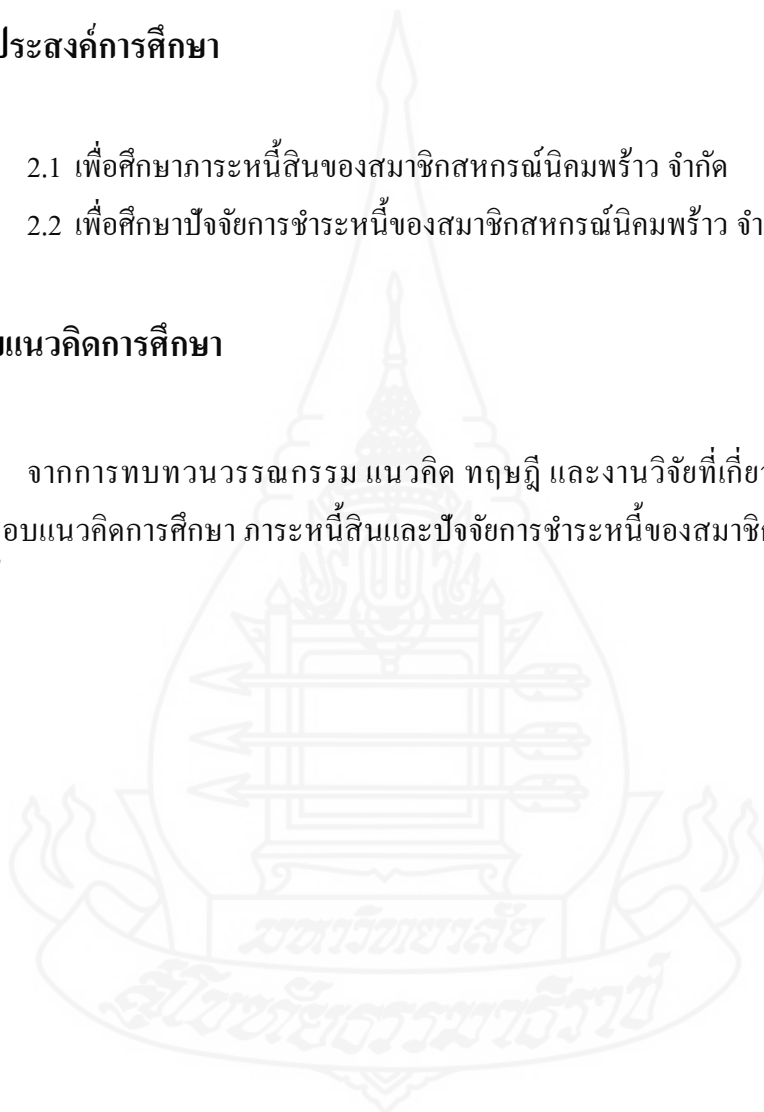 ประสงค์การศึกษา
2.1 เพื่อศึกษาภาระหนี้สินของสมาชิกสหกรณ์นิคมพร้าว จำกัด
2.2 เพื่อศึกษาปัจจัยการชำระหนี้ของสมาชิกสหกรณ์นิคมพร้าว จำ
แนวคิดการศึกษา
จากการทบทวนวรรณกรรม แนวคิด ทฤษฎี และงานวิจัยที่เกี่ยว
อบแนวคิดการศึกษา ภาระหนี้สินและปัจจัยการชำระหนี้ของสมาชิก
มหาวิทยาลัย
สุโขทัยธรรมาธิราช